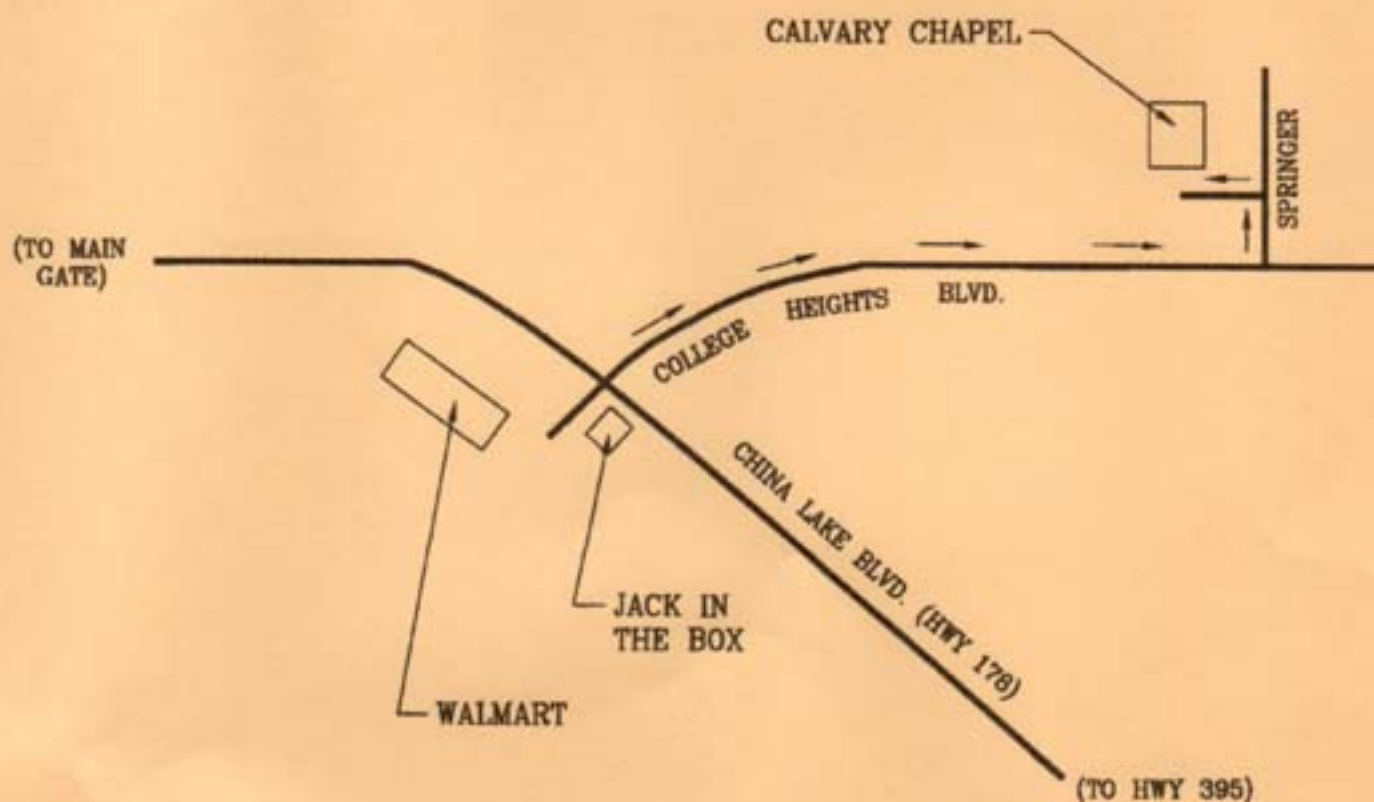 CALVARY CHAPEL
SPRINGER
(TO MAIN
GATE)
COLLEGE HEIGHTS BLVD.
CHINA LAKE BLVD. (HWY 178)
JACK IN
THE BOX
WALMART
(TO HWY 395)